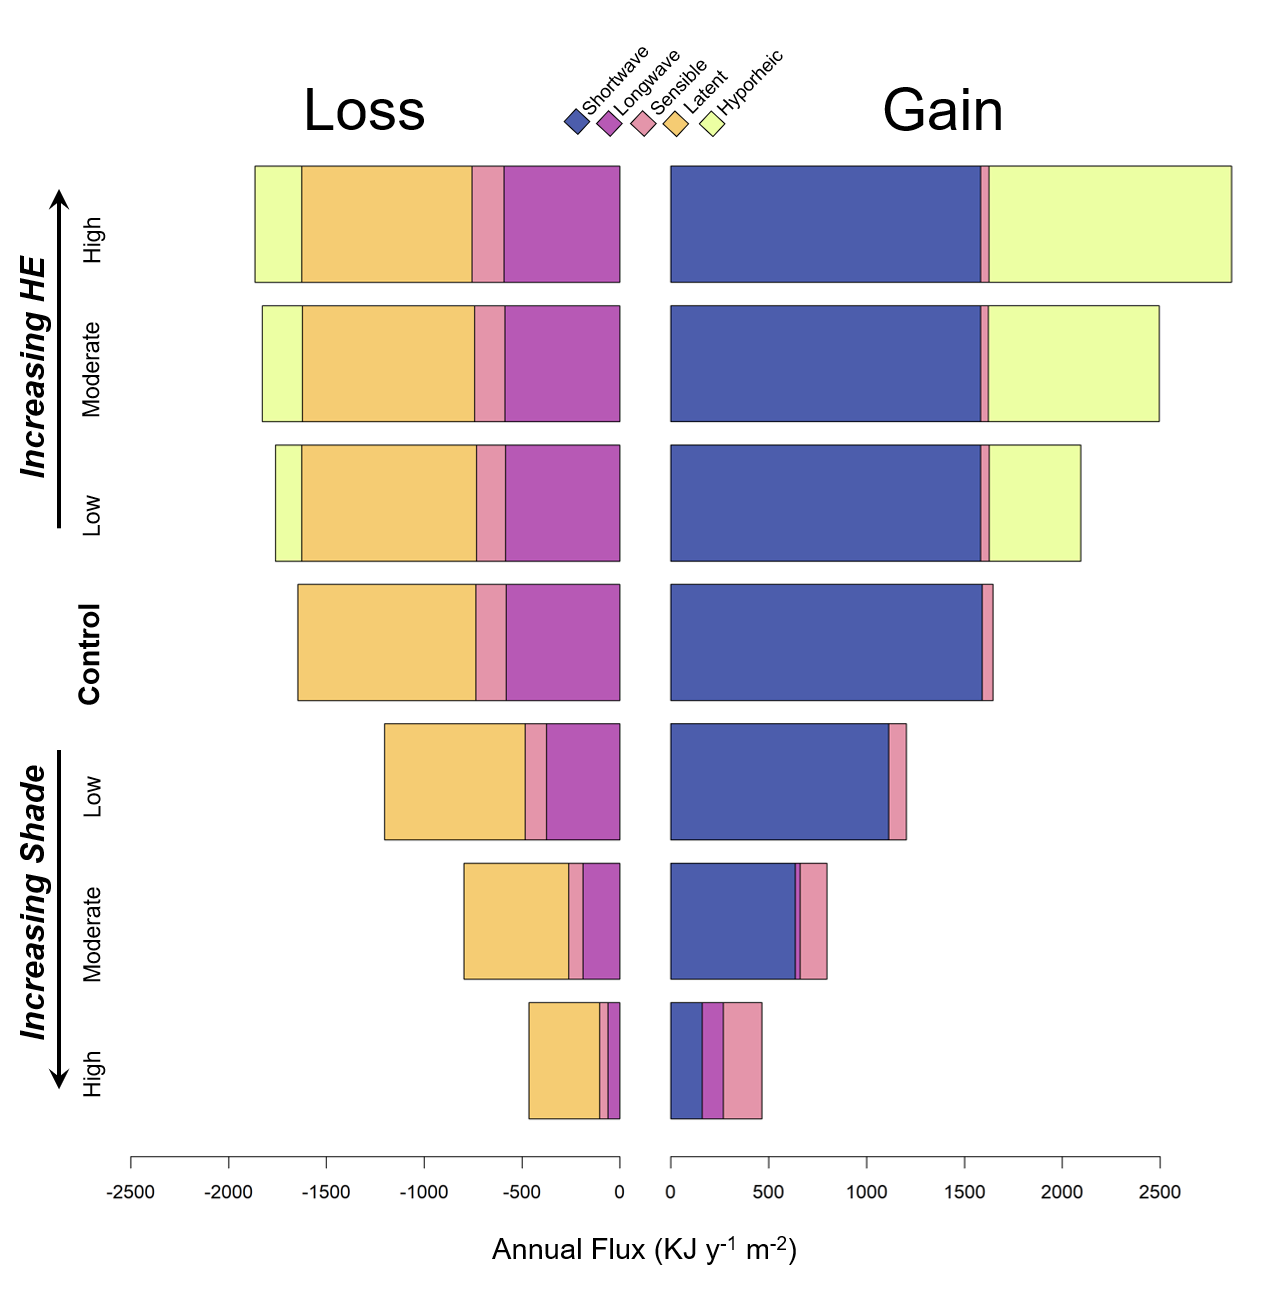 Loss
Shortwave
Longwave
Sensible
Latent
Hyporheic
Gain
Increasing HE
High
Moderate
Low
Control
Increasing Shade
Low
Moderate
High
-2500 -2000 -1500 -1000 -500 0 0 500 1000 1500 2000 2500
Annual Flux (KJ y⁻¹ m⁻²)